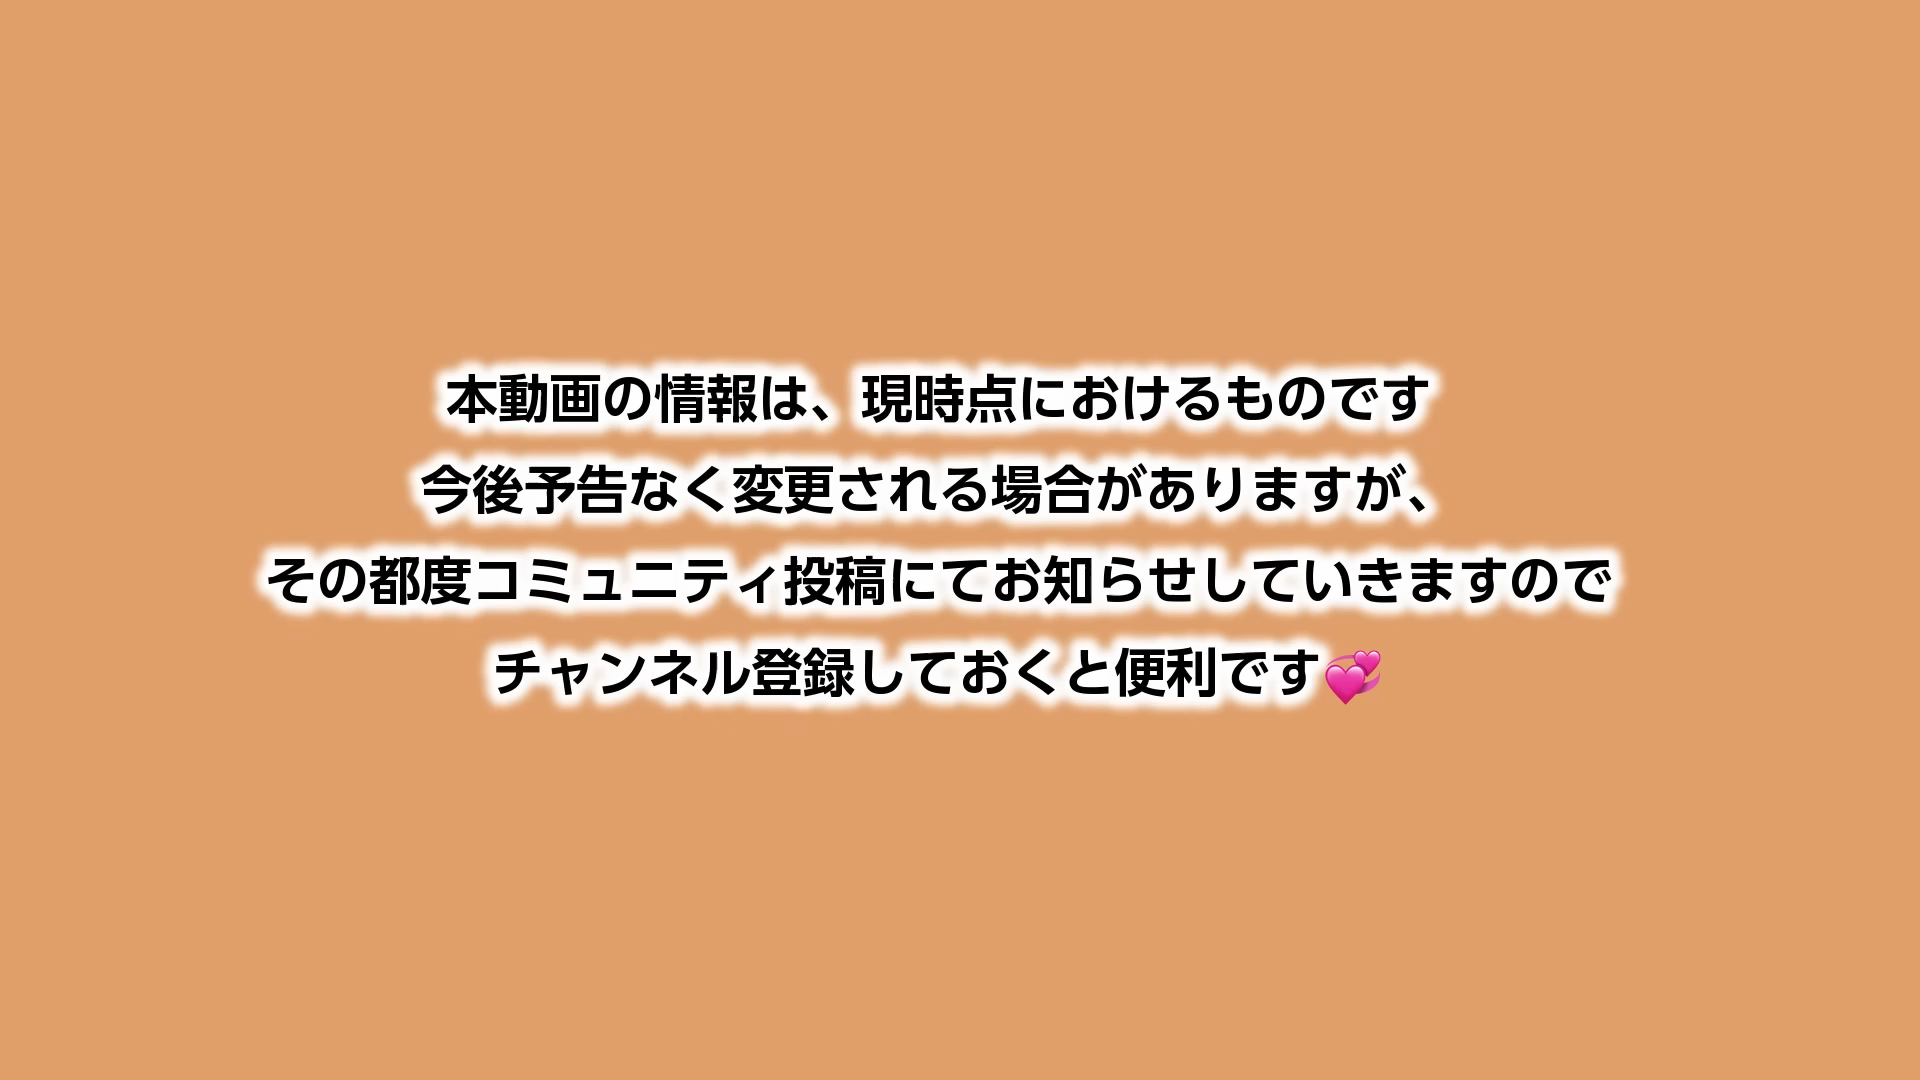 本動画の情報は、現時点におけるものです
今後予告なく変更される場合がありますが、
その都度コミュニティ投稿にてお知らせしていきますので
チャンネル登録しておくと便利です💞